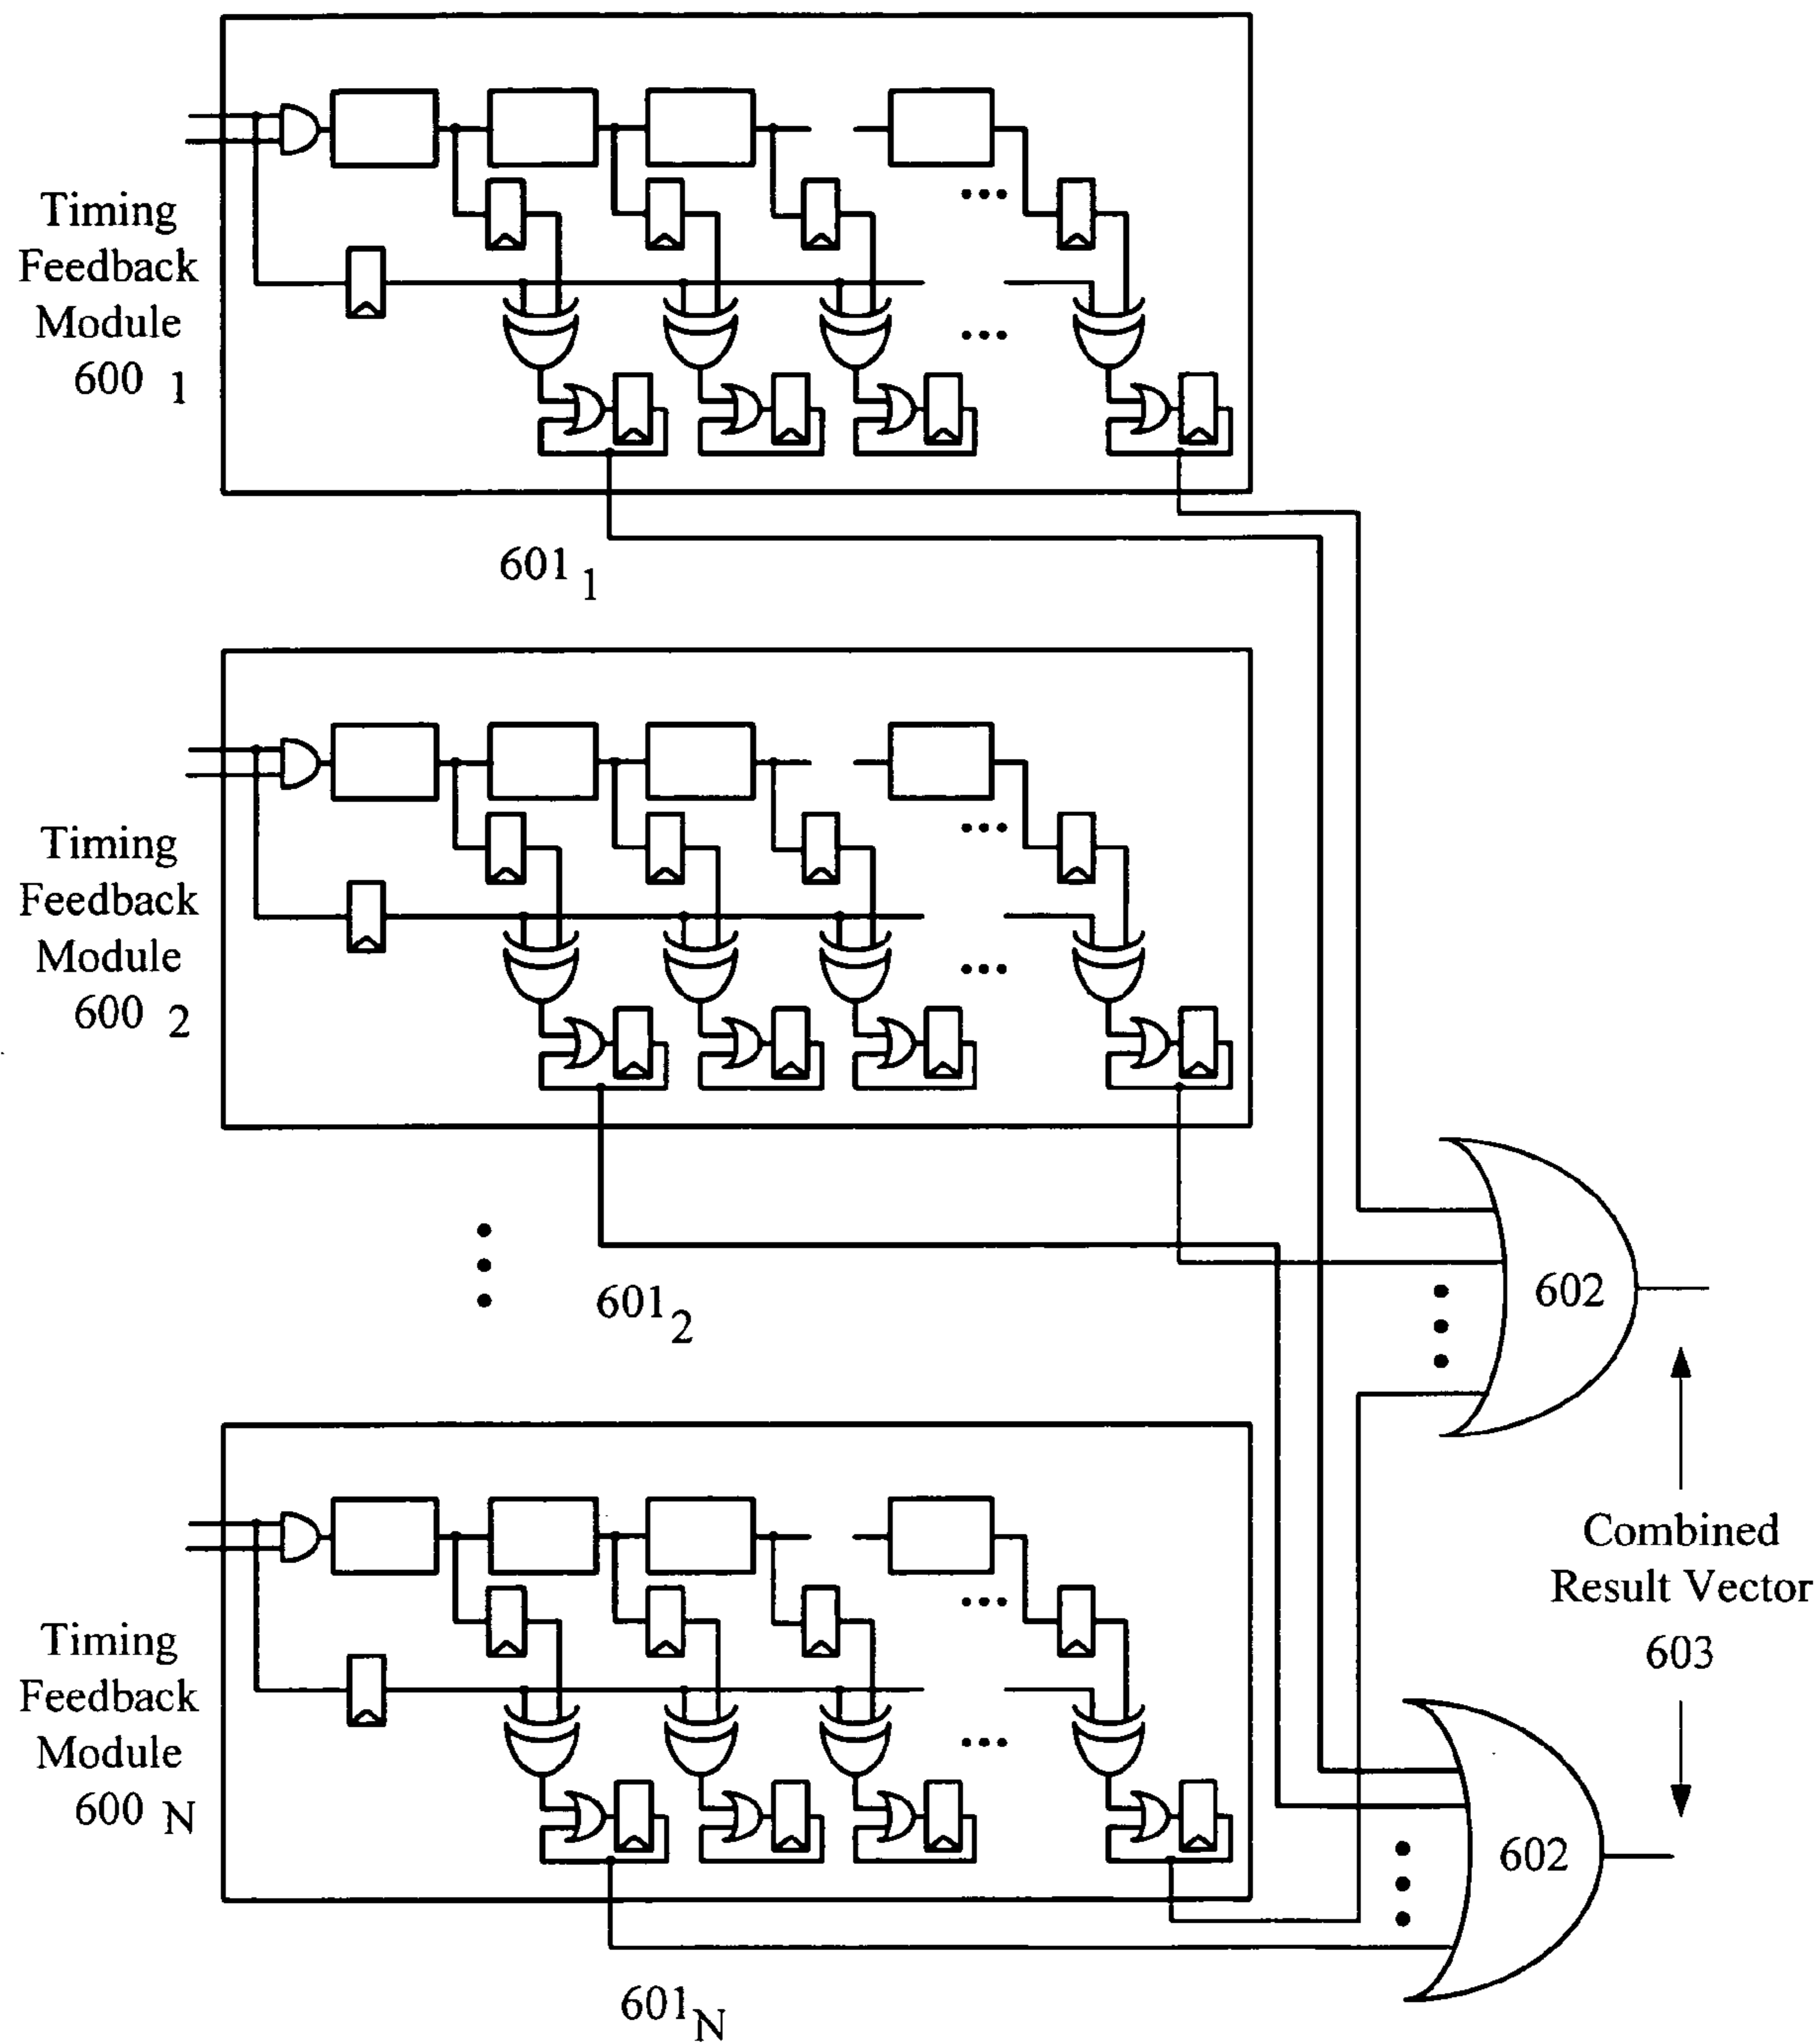 Timing
Feedback
Module
600 1
601 1
Timing
Feedback
Module
600 2
601 2
602
Combined
Result Vector
603
Timing
Feedback
Module
600 N
602
601 N